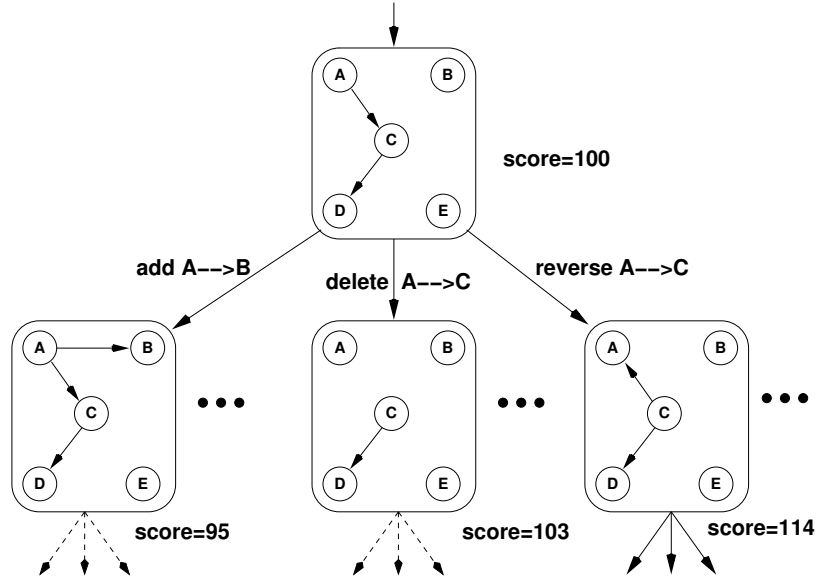 A B
C
D E
score=100
add A-->B
delete A-->C
reverse A-->C
A B
C
D E
score=95
A B
C
D E
score=103
A B
C
D E
score=114